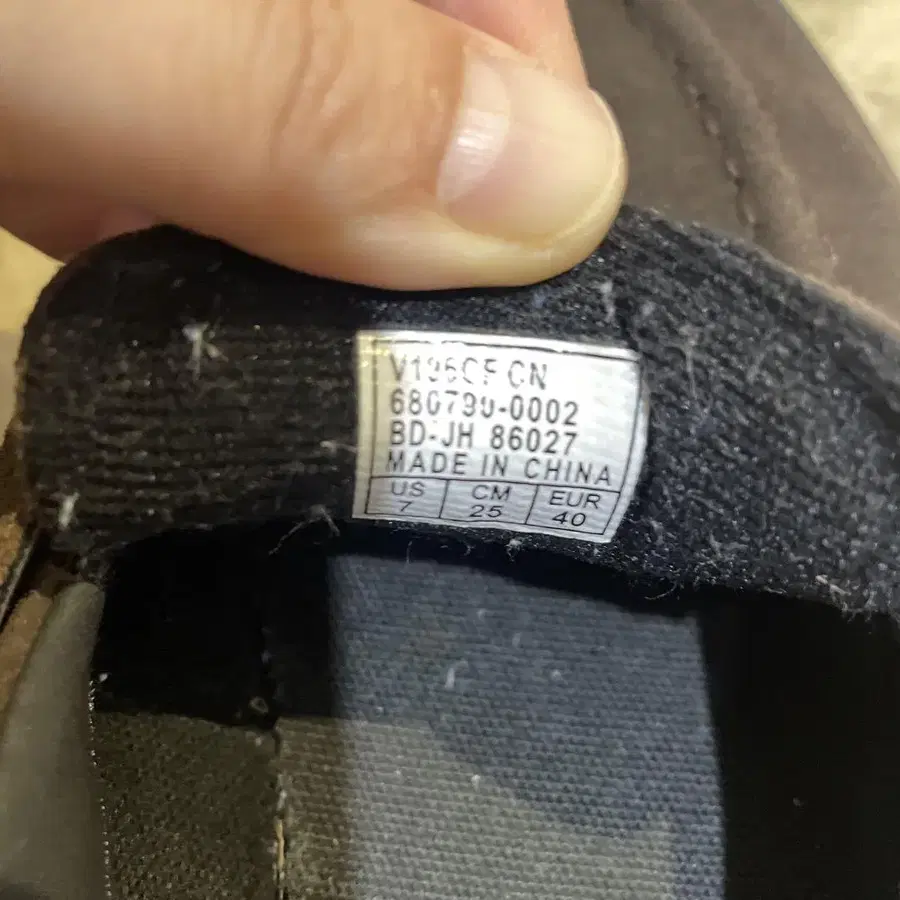 V196CF CN
680790-0002
BD-JH 86027
MADE IN CHINA
US CM EUR
7 25 40